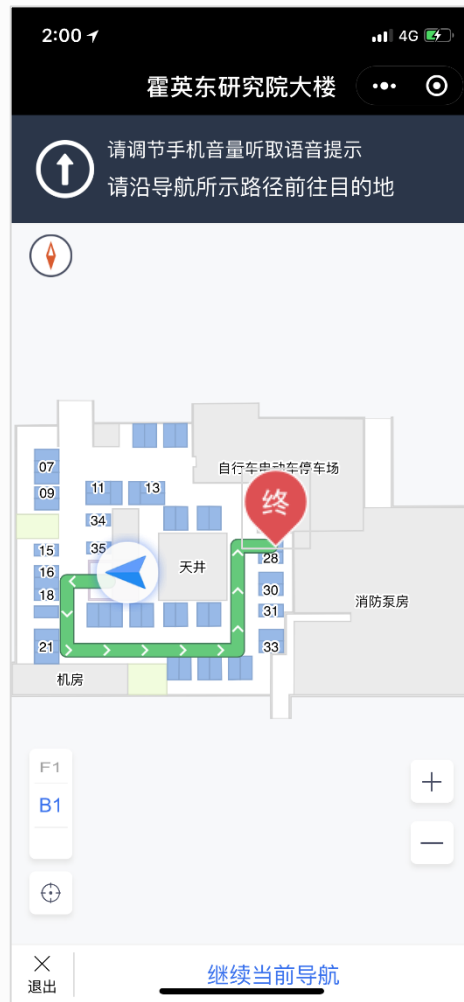 2:00
4G
霍英东研究院大楼
请调节手机音量听取语音提示
请沿导航所示路径前往目的地
07
09
11
13
自行车电动车停车场
终
34
35
15
16
18
天井
28
30
31
消防泵房
21
33
机房
F1
B1
退出
继续当前导航